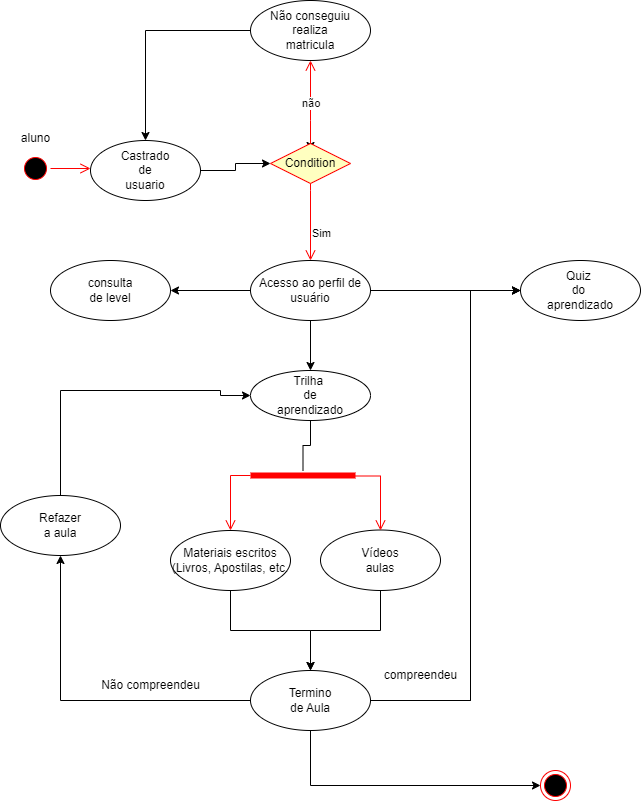 Não conseguiu
realiza
matricula
não
aluno
Castrado
de
usuario
Condition
Sim
consulta
de level
Acesso ao perfil de
usuário
Quiz
do
aprendizado
Trilha
de
aprendizado
Refazer
a aula
Materiais escritos
(Livros, Apostilas, etc
Vídeos
aulas
Não compreendeu
compreendeu
Termino
de Aula